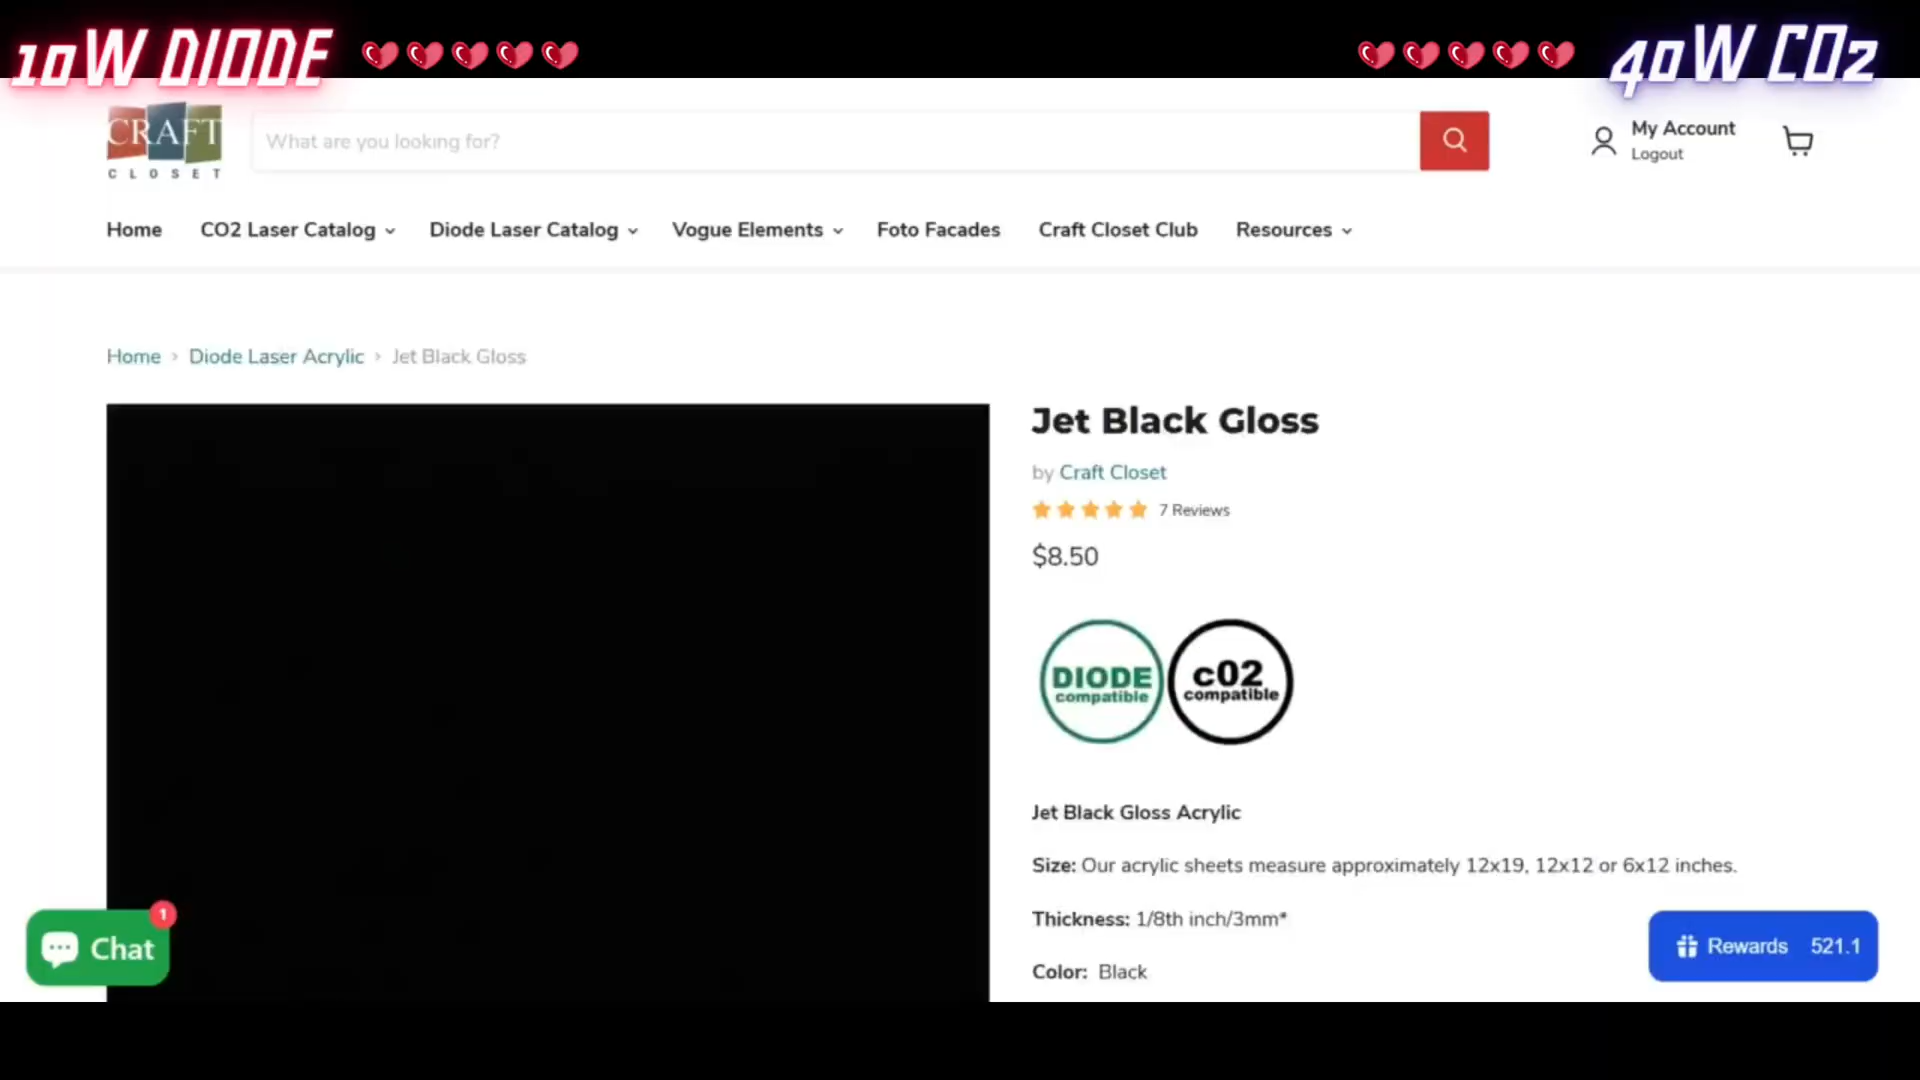 10W DIODE
40W CO2
CRAFT
CLOSET
What are you looking for?
My Account
Logout
Home
CO2 Laser Catalog
Diode Laser Catalog
Vogue Elements
Foto Facades
Craft Closet Club
Resources
Home › Diode Laser Acrylic › Jet Black Gloss
Jet Black Gloss
by Craft Closet
7 Reviews
$8.50
DIODE
compatible
c02
compatible
Jet Black Gloss Acrylic
Size: Our acrylic sheets measure approximately 12x19, 12x12 or 6x12 inches.
Thickness: 1/8th inch/3mm*
Color: Black
1
Chat
Rewards 521.1